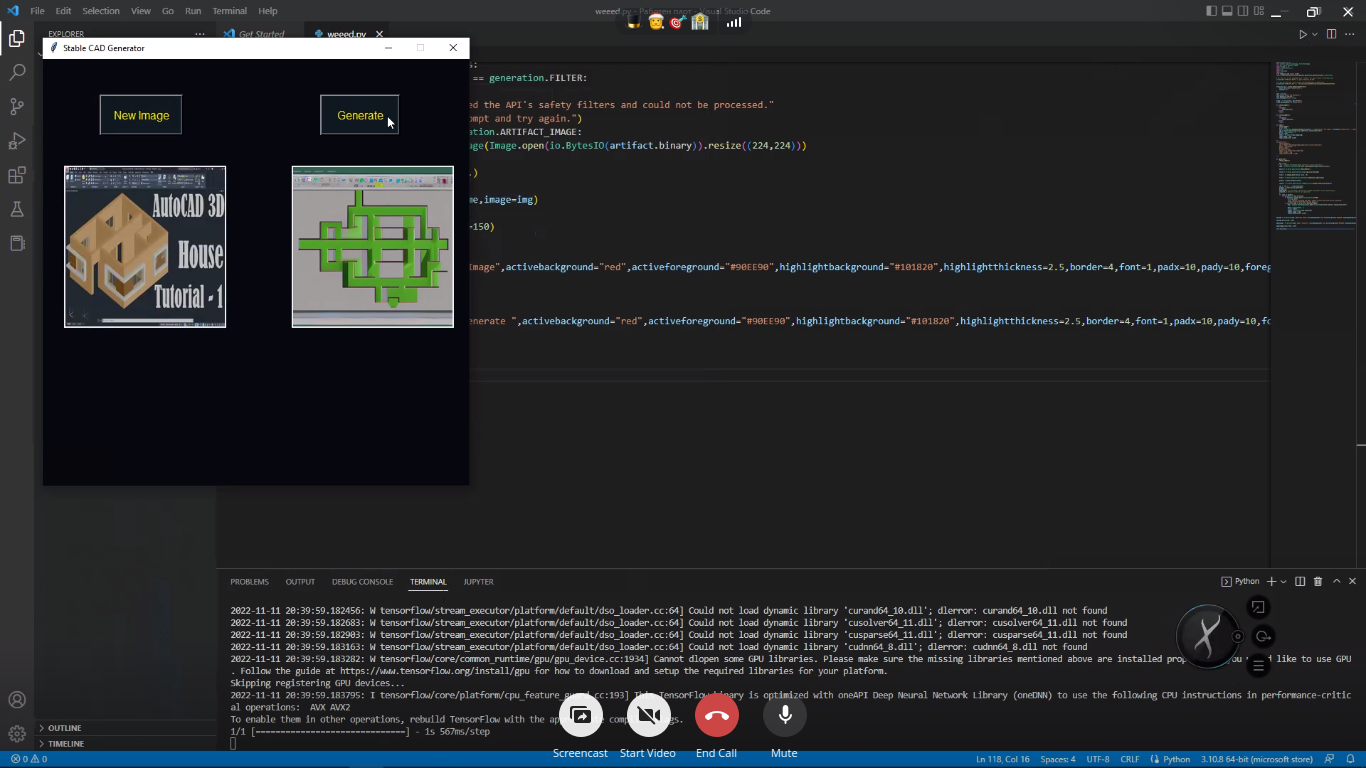 File Edit Selection View Go Run Terminal Help
weeed.py - Работен плот - Visual Studio Code
EXPLORER
Get Started
weeed.py
Stable CAD Generator
New Image
Generate
AutoCAD 3D
House
Tutorial - 1
s:
== generation.FILTER:
ed the API's safety filters and could not be processed."
mpt and try again.")
ation.ARTIFACT_IMAGE:
age(Image.open(io.BytesIO(artifact.binary)).resize((224,224)))
.)
me,image=img)
=150)
Image",activebackground="red",activeforeground="#90EE90",highlightbackground="#101820",highlightthickness=2.5,border=4,font=1,padx=10,pady=10,foreg
enerate ",activebackground="red",activeforeground="#90EE90",highlightbackground="#101820",highlightthickness=2.5,border=4,font=1,padx=10,pady=10,fo
PROBLEMS OUTPUT DEBUG CONSOLE TERMINAL JUPYTER
Python
2022-11-11 20:39:59.182456: W tensorflow/stream_executor/platform/default/dso_loader.cc:64] Could not load dynamic library 'curand64_10.dll'; dlerror: curand64_10.dll not found
2022-11-11 20:39:59.182683: W tensorflow/stream_executor/platform/default/dso_loader.cc:64] Could not load dynamic library 'cusolver64_11.dll'; dlerror: cusolver64_11.dll not found
2022-11-11 20:39:59.182903: W tensorflow/stream_executor/platform/default/dso_loader.cc:64] Could not load dynamic library 'cusparse64_11.dll'; dlerror: cusparse64_11.dll not found
2022-11-11 20:39:59.183163: W tensorflow/stream_executor/platform/default/dso_loader.cc:64] Could not load dynamic library 'cudnn64_8.dll'; dlerror: cudnn64_8.dll not found
2022-11-11 20:39:59.183282: W tensorflow/core/common_runtime/gpu/gpu_device.cc:1934] Cannot dlopen some GPU libraries. Please make sure the missing libraries mentioned above are installed like to use GPU
. Follow the guide at https://www.tensorflow.org/install/gpu for how to download and setup the required libraries for your platform.
Skipping registering GPU devices...
2022-11-11 20:39:59.183795: I tensorflow/core/platform/cpu_feature_guard.cc:193] This TensorFlow binary is optimized with oneAPI Deep Neural Network Library (oneDNN) to use the following CPU instructions in performance-critic
al operations: AVX AVX2
To enable them in other operations, rebuild TensorFlow with the
1/1 [==============================] - 1s 567ms/step
OUTLINE
TIMELINE
Screencast Start Video End Call Mute
0 0
Ln 118, Col 16 Spaces: 4 UTF-8 CRLF Python 3.10.8 64-bit (microsoft store)